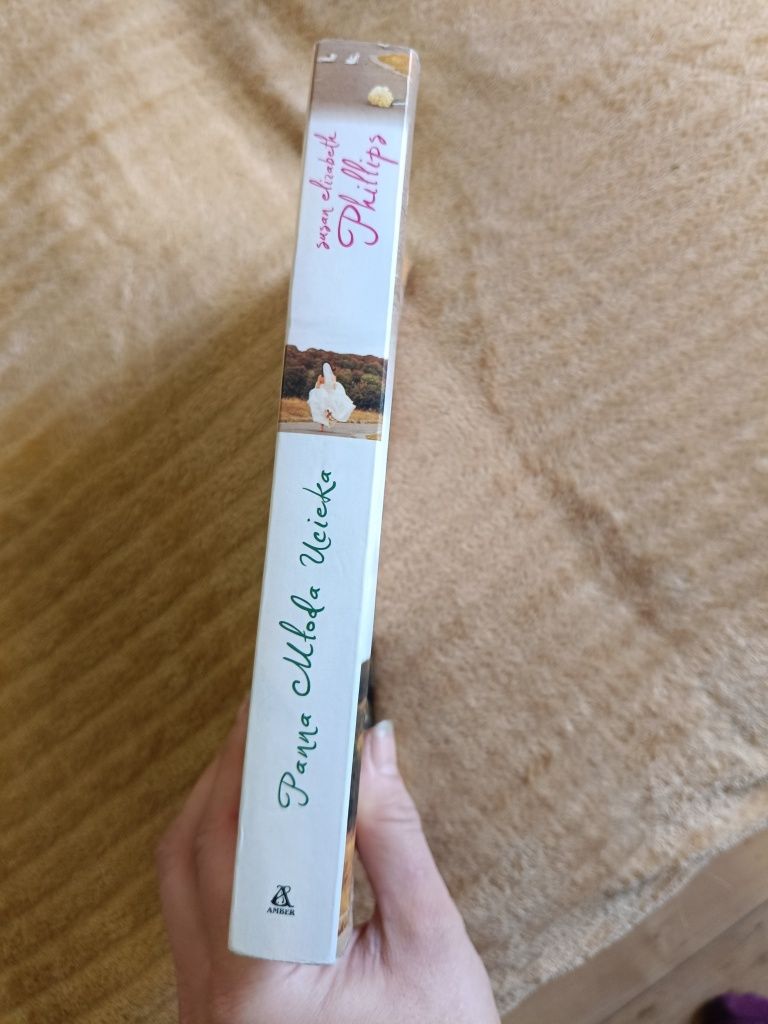 susan elizabeth
Phillips
Panna Młoda Ucieka
AMBER